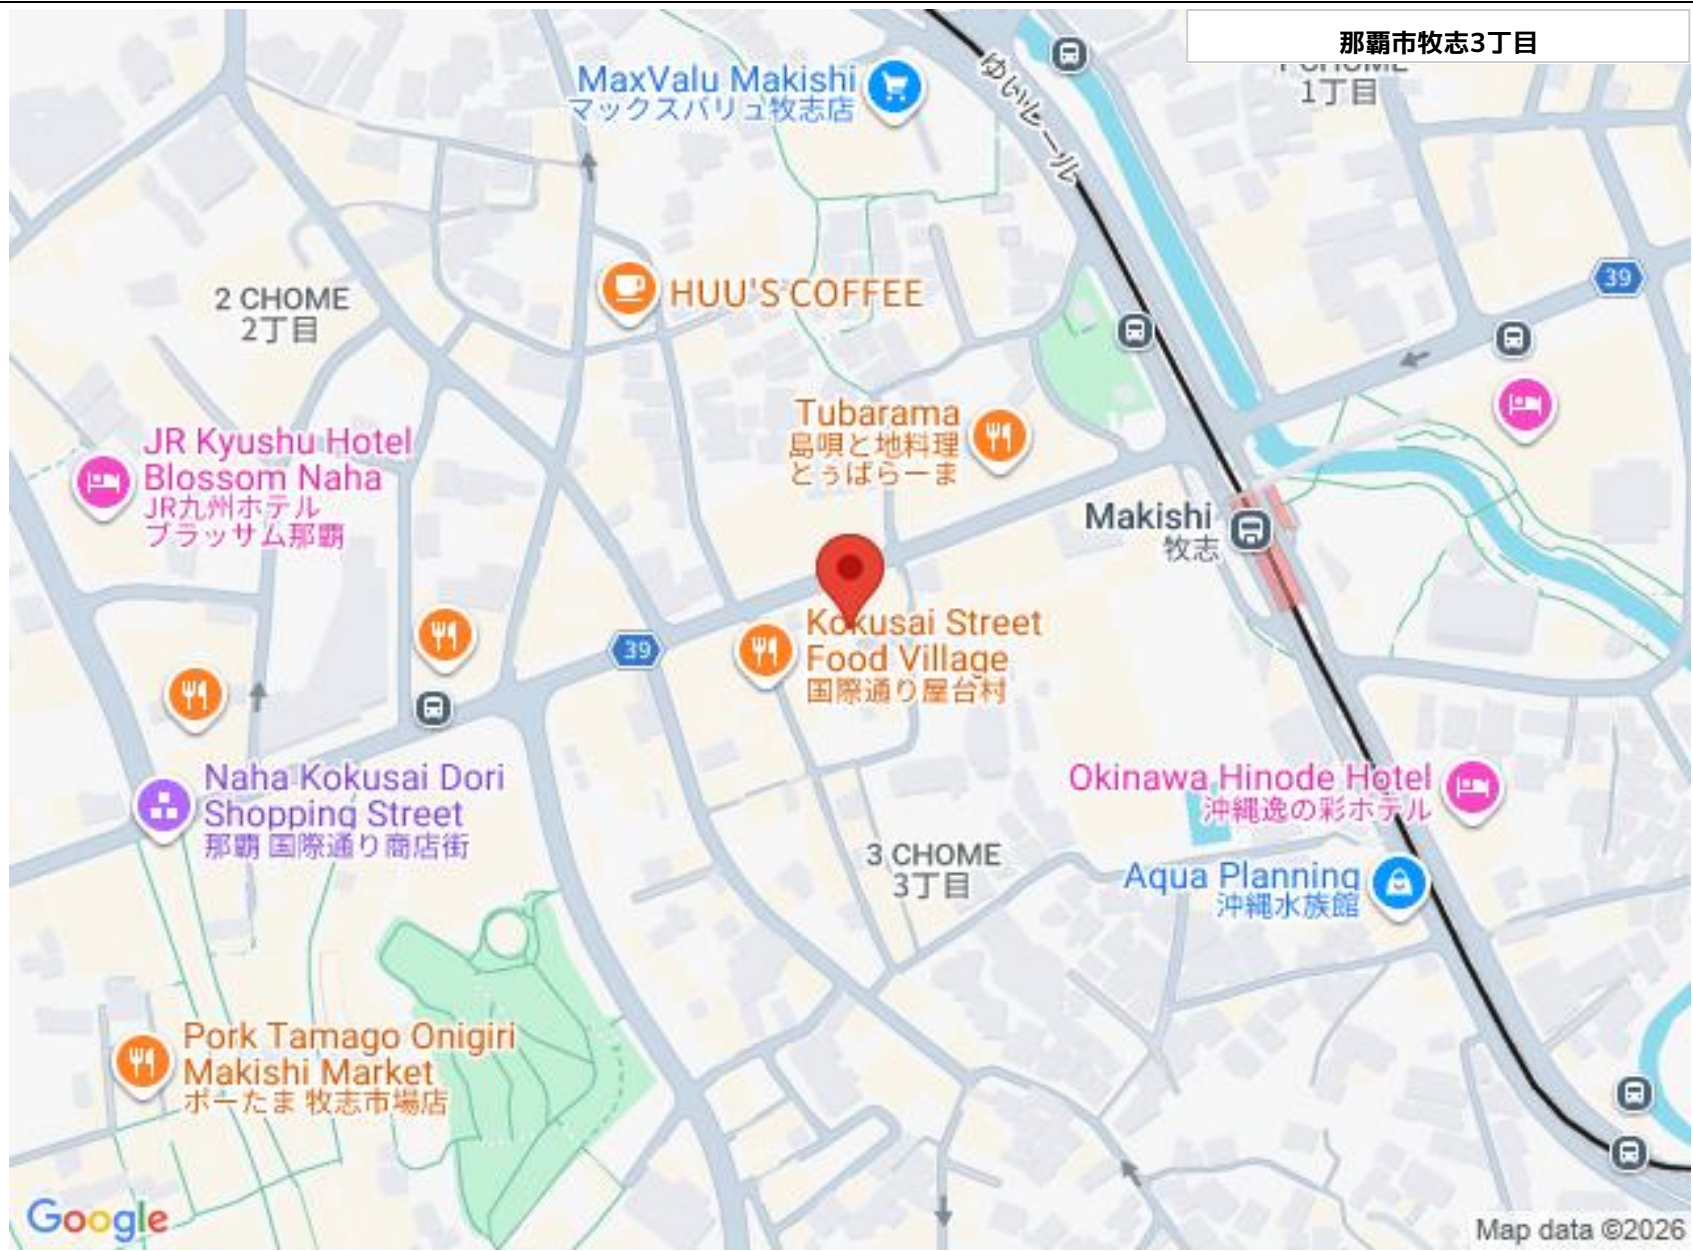 那覇市牧志3丁目
1丁目
ゆいレール
MaxValu Makishi
マックスバリュ牧志店
39
2 CHOME
2丁目
HUU'S COFFEE
Tubarama
島唄と地料理
とぅばらーま
JR Kyushu Hotel
Blossom Naha
JR九州ホテル
ブラッサム那覇
Makishi
牧志
Kokusai Street
Food Village
国際通り屋台村
39
Naha Kokusai Dori
Shopping Street
那覇 国際通り商店街
Okinawa Hinode Hotel
沖縄逸の彩ホテル
3 CHOME
3丁目
Aqua Planning
沖縄水族館
Pork Tamago Onigiri
Makishi Market
ポーたま 牧志市場店
Google
Map data ©2026